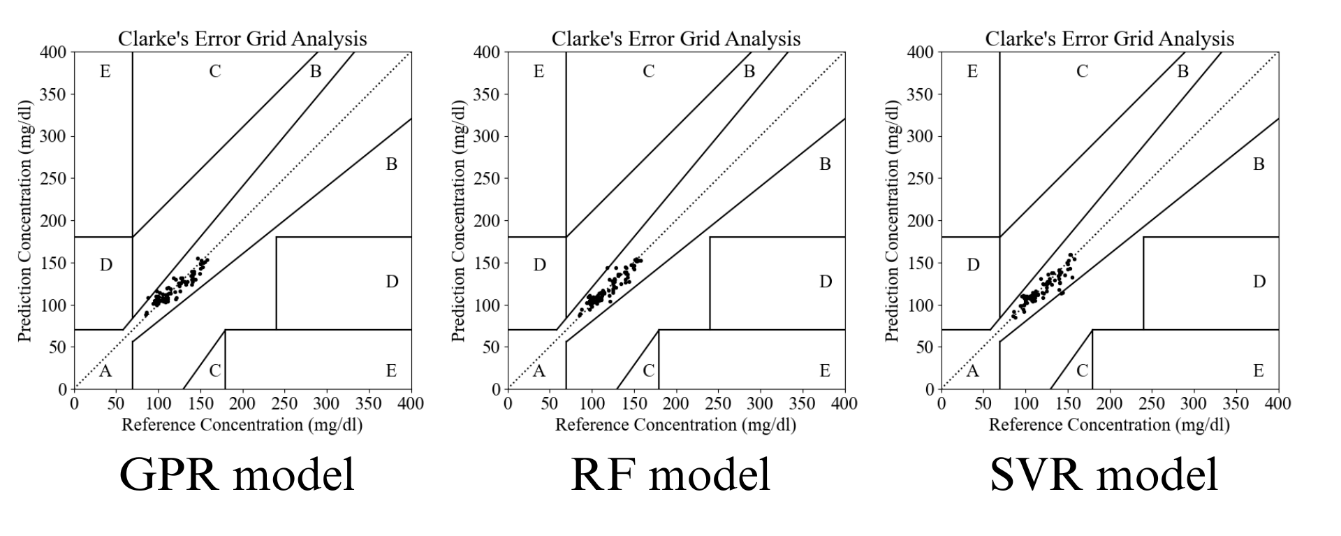 Clarke's Error Grid Analysis
400
350
300
250
200
150
100
50
0
Prediction Concentration (mg/dl)
E
C
B
B
D
D
A
C
E
0 50 100 150 200 250 300 350 400
Reference Concentration (mg/dl)
GPR model
Clarke's Error Grid Analysis
400
350
300
250
200
150
100
50
0
Prediction Concentration (mg/dl)
E
C
B
B
D
D
A
C
E
0 50 100 150 200 250 300 350 400
Reference Concentration (mg/dl)
RF model
Clarke's Error Grid Analysis
400
350
300
250
200
150
100
50
0
Prediction Concentration (mg/dl)
E
C
B
B
D
D
A
C
E
0 50 100 150 200 250 300 350 400
Reference Concentration (mg/dl)
SVR model